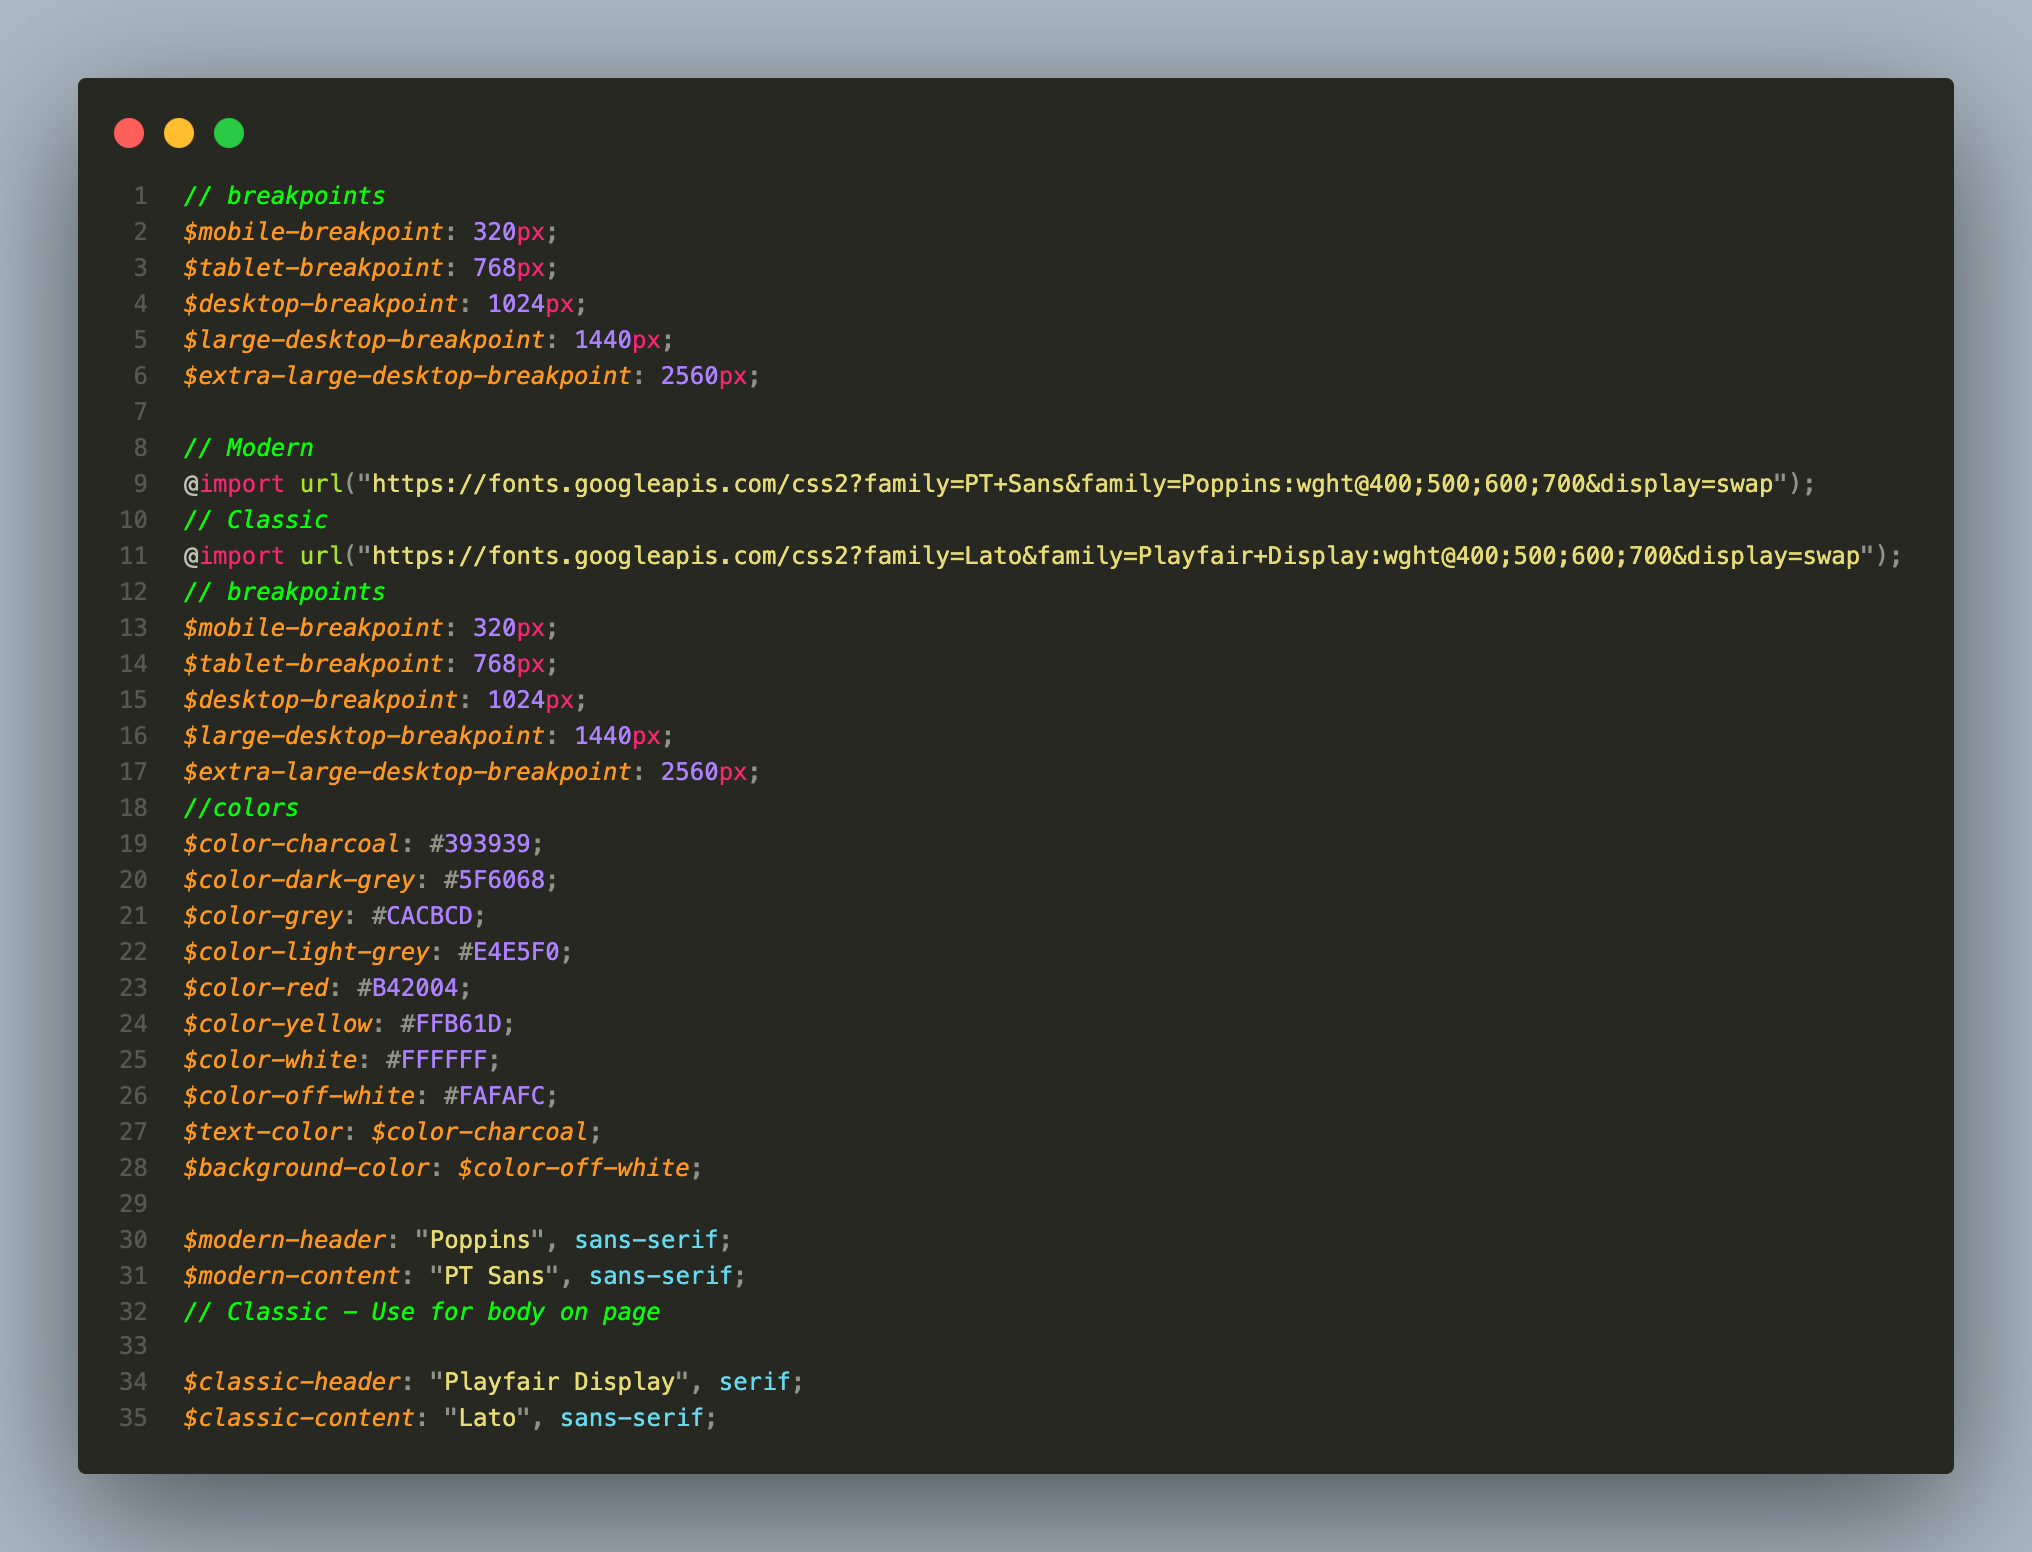 1 // breakpoints
2 $mobile-breakpoint: 320px;
3 $tablet-breakpoint: 768px;
4 $desktop-breakpoint: 1024px;
5 $large-desktop-breakpoint: 1440px;
6 $extra-large-desktop-breakpoint: 2560px;
7
8 // Modern
9 @import url("https://fonts.googleapis.com/css2?family=PT+Sans&family=Poppins:wght@400;500;600;700&display=swap");
10 // Classic
11 @import url("https://fonts.googleapis.com/css2?family=Lato&family=Playfair+Display:wght@400;500;600;700&display=swap");
12 // breakpoints
13 $mobile-breakpoint: 320px;
14 $tablet-breakpoint: 768px;
15 $desktop-breakpoint: 1024px;
16 $large-desktop-breakpoint: 1440px;
17 $extra-large-desktop-breakpoint: 2560px;
18 //colors
19 $color-charcoal: #393939;
20 $color-dark-grey: #5F6068;
21 $color-grey: #CACBCD;
22 $color-light-grey: #E4E5F0;
23 $color-red: #B42004;
24 $color-yellow: #FFB61D;
25 $color-white: #FFFFFF;
26 $color-off-white: #FAFAFC;
27 $text-color: $color-charcoal;
28 $background-color: $color-off-white;
29
30 $modern-header: "Poppins", sans-serif;
31 $modern-content: "PT Sans", sans-serif;
32 // Classic - Use for body on page
33
34 $classic-header: "Playfair Display", serif;
35 $classic-content: "Lato", sans-serif;